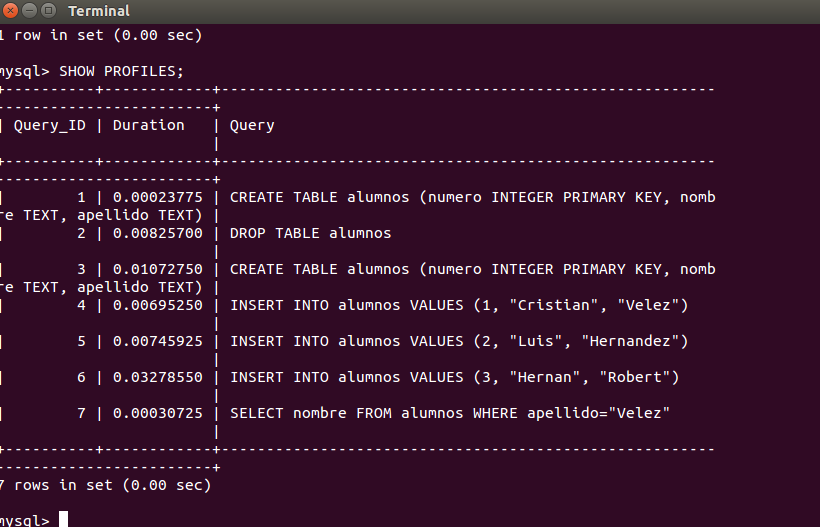 Terminal
1 row in set (0.00 sec)
mysql> SHOW PROFILES;
+----------+------------+-------------------------------------------------------
------------------------+
| Query_ID | Duration   | Query
                        |
+----------+------------+-------------------------------------------------------
------------------------+
|        1 | 0.00023775 | CREATE TABLE alumnos (numero INTEGER PRIMARY KEY, nomb
re TEXT, apellido TEXT) |
|        2 | 0.00825700 | DROP TABLE alumnos
                        |
|        3 | 0.01072750 | CREATE TABLE alumnos (numero INTEGER PRIMARY KEY, nomb
re TEXT, apellido TEXT) |
|        4 | 0.00695250 | INSERT INTO alumnos VALUES (1, "Cristian", "Velez")
                        |
|        5 | 0.00745925 | INSERT INTO alumnos VALUES (2, "Luis", "Hernandez")
                        |
|        6 | 0.03278550 | INSERT INTO alumnos VALUES (3, "Hernan", "Robert")
                        |
|        7 | 0.00030725 | SELECT nombre FROM alumnos WHERE apellido="Velez"
                        |
+----------+------------+-------------------------------------------------------
------------------------+
7 rows in set (0.00 sec)
mysql>